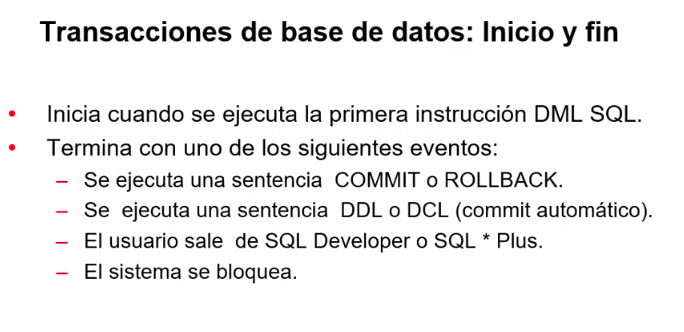 Transacciones de base de datos: Inicio y fin
• Inicia cuando se ejecuta la primera instrucción DML SQL.
• Termina con uno de los siguientes eventos:
– Se ejecuta una sentencia COMMIT o ROLLBACK.
– Se ejecuta una sentencia DDL o DCL (commit automático).
– El usuario sale de SQL Developer o SQL * Plus.
– El sistema se bloquea.